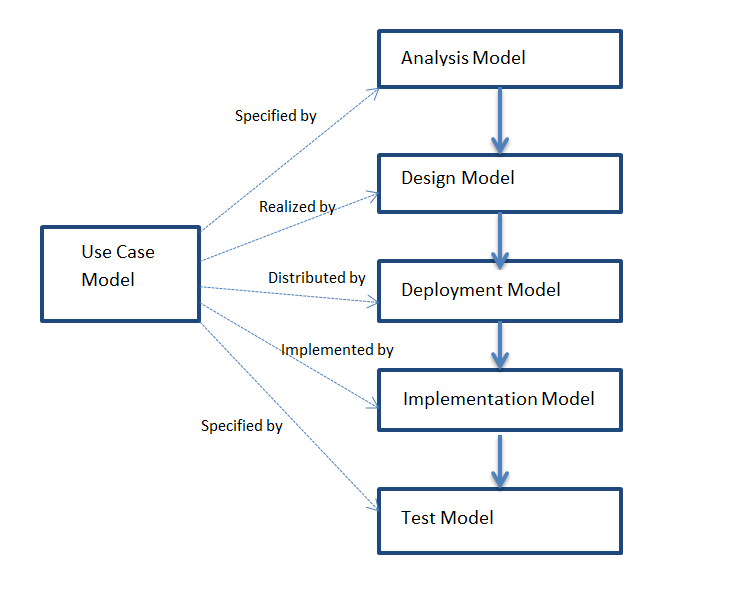 Analysis Model
Specified by
Design Model
Realized by
Use Case
Model
Distributed by
Deployment Model
Implemented by
Implementation Model
Specified by
Test Model